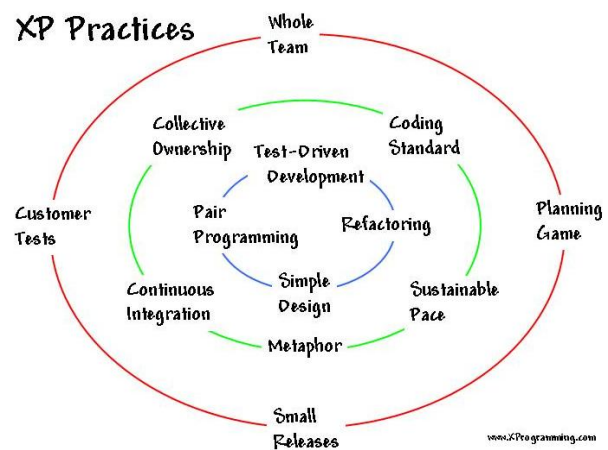 XP Practices
Whole
Team
Collective
Ownership
Coding
Standard
Test-Driven
Development
Customer
Tests
Pair
Programming
Refactoring
Planning
Game
Continuous
Integration
Simple
Design
Sustainable
Pace
Metaphor
Small
Releases
www.XProgramming.com